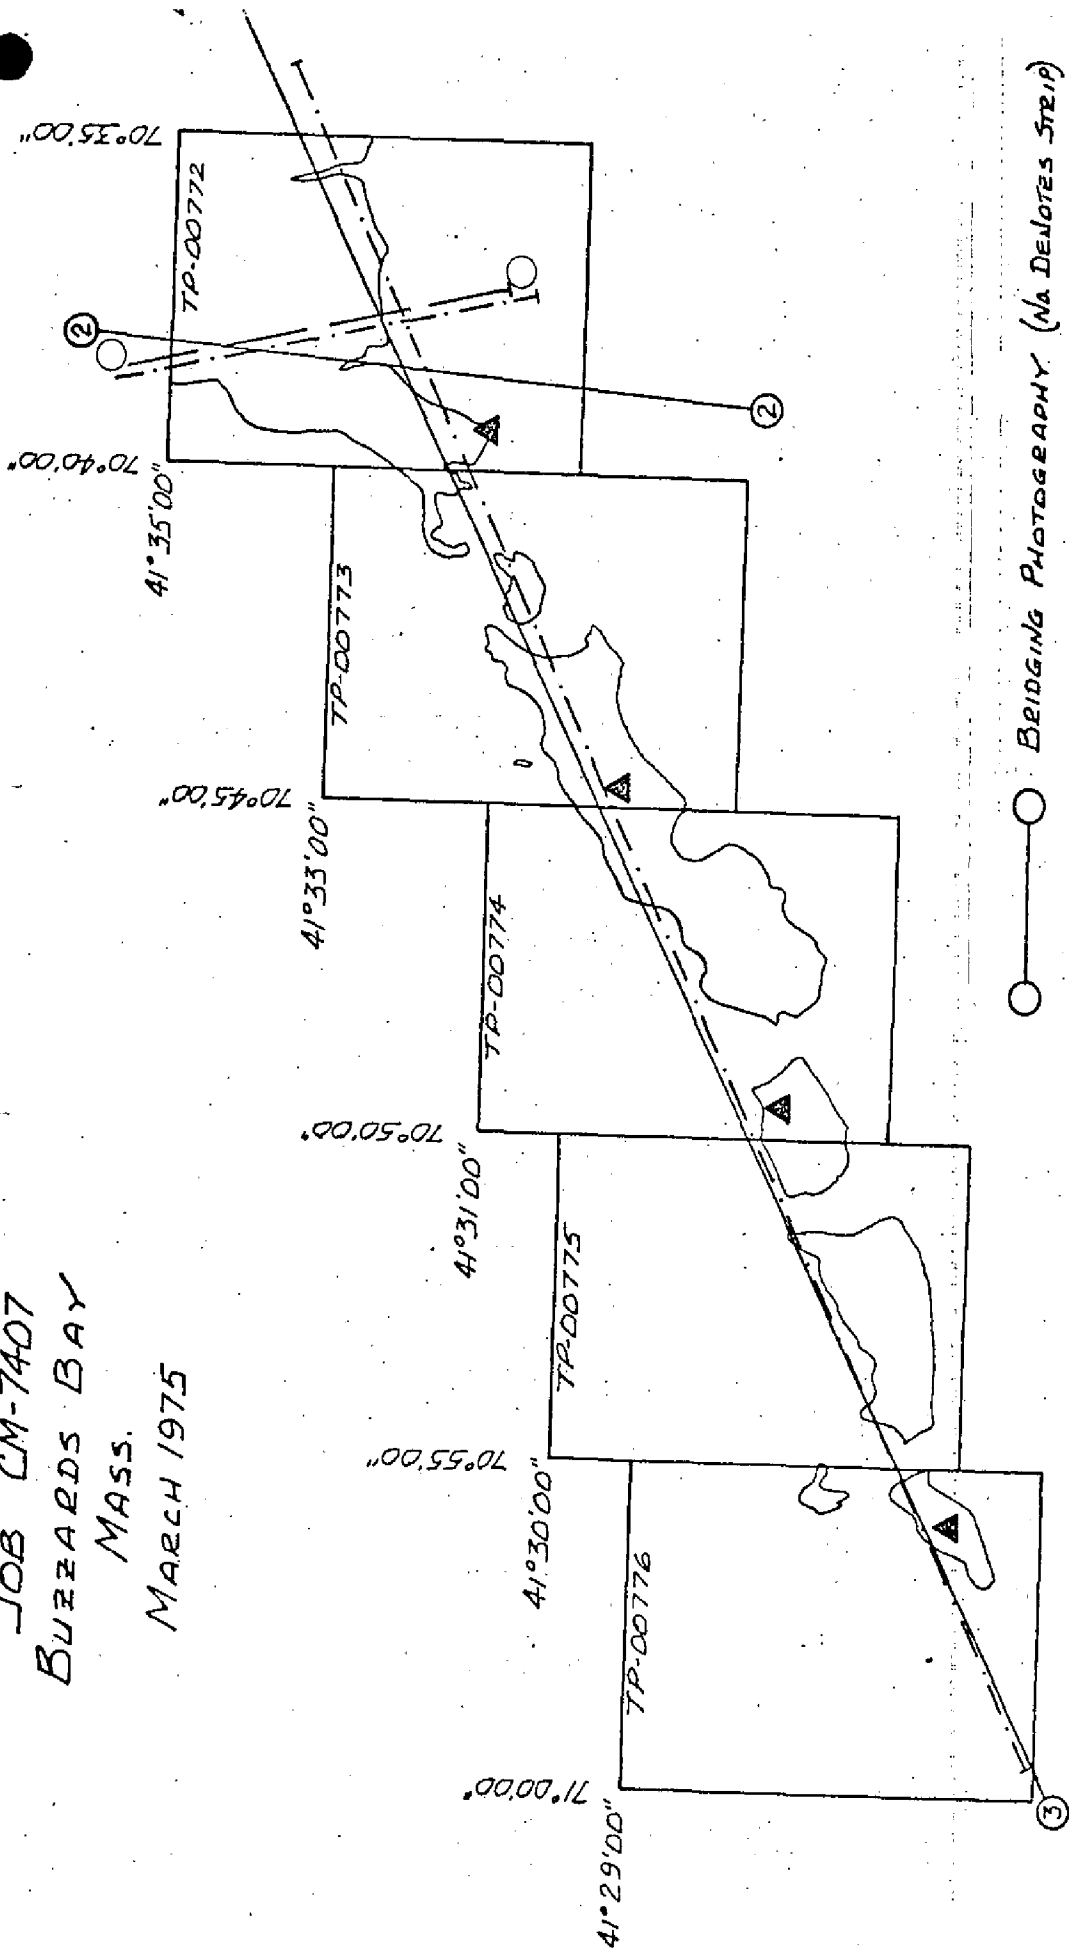 JOB CM-7407
BUZZARDS BAY
MASS.
MARCH 1975
71°00'00"
41°29'00"
TP-00776
70°55'00"
41°30'00"
TP-00775
70°50'00"
41°31'00"
TP-00774
70°45'00"
41°33'00"
TP-00773
70°40'00"
41°35'00"
TP-00772
70°35'00"
2
2
3
BRIDGING PHOTOGRAPHY (No. DENOTES STRIP)